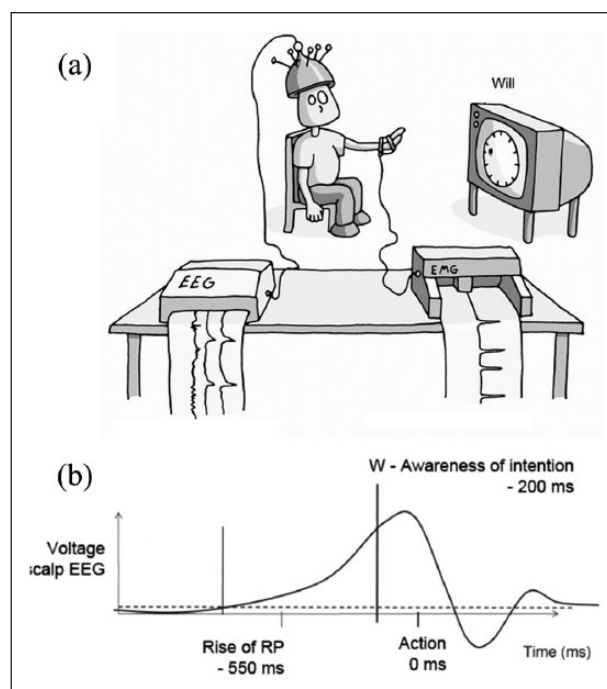 (a)
Will
EEG
EMG
(b)
W - Awareness of intention
- 200 ms
Voltage
scalp EEG
Rise of RP
- 550 ms
Action
0 ms
Time (ms)